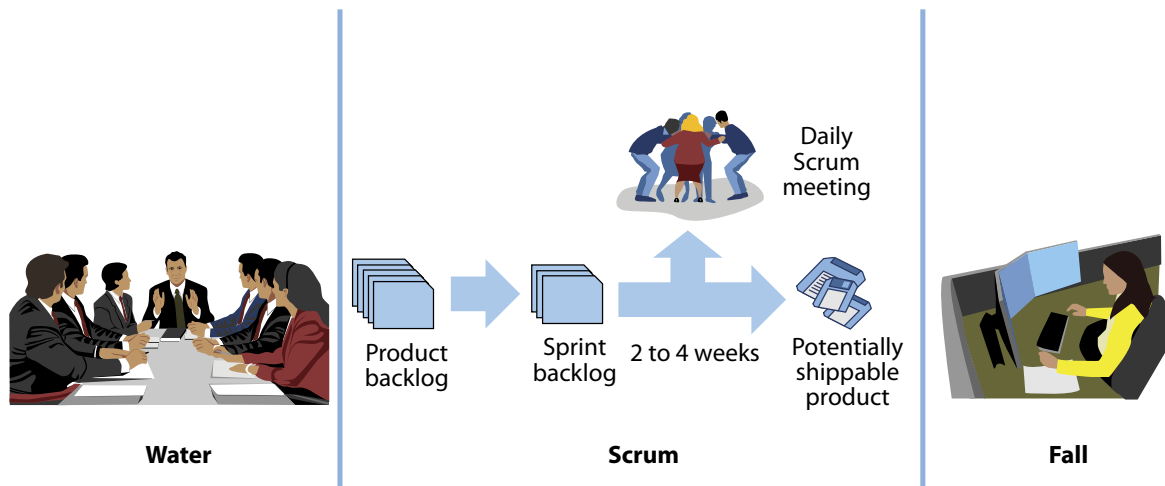 Daily
Scrum
meeting
Product
backlog
Sprint
backlog
2 to 4 weeks
Potentially
shippable
product
Water
Scrum
Fall